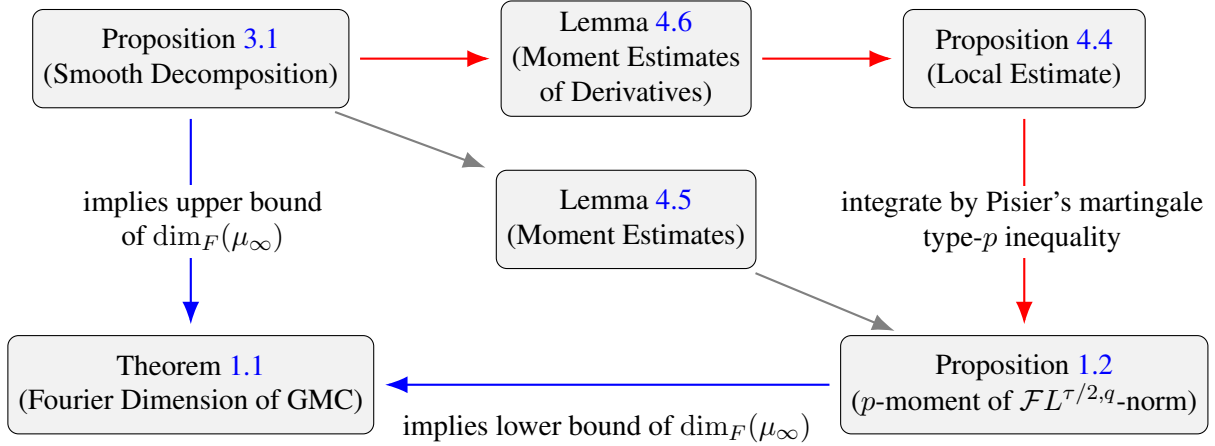 Proposition 3.1
(Smooth Decomposition)
Lemma 4.6
(Moment Estimates
of Derivatives)
Proposition 4.4
(Local Estimate)
implies upper bound
of dim_F(μ_∞)
Lemma 4.5
(Moment Estimates)
integrate by Pisier's martingale
type-p inequality
Theorem 1.1
(Fourier Dimension of GMC)
Proposition 1.2
(p-moment of ℱL^{τ/2,q}-norm)
implies lower bound of dim_F(μ_∞)